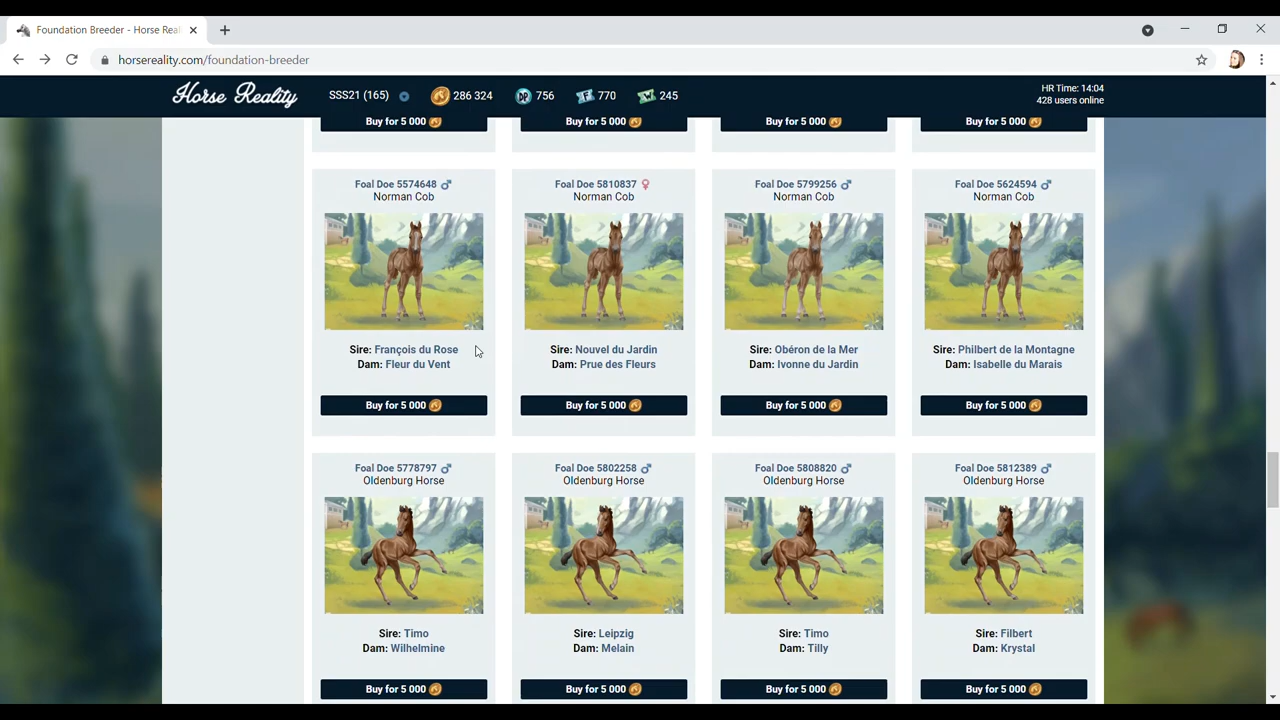 Foundation Breeder - Horse Real
horsereality.com/foundation-breeder
Horse Reality
SSS21 (165)
286 324
DP 756
F 770
W 245
HR Time: 14:04
428 users online
Buy for 5 000
Buy for 5 000
Buy for 5 000
Buy for 5 000
Foal Doe 5574648 ♂
Norman Cob
Sire: François du Rose
Dam: Fleur du Vent
Buy for 5 000
Foal Doe 5810837 ♀
Norman Cob
Sire: Nouvel du Jardin
Dam: Prue des Fleurs
Buy for 5 000
Foal Doe 5799256 ♂
Norman Cob
Sire: Obéron de la Mer
Dam: Ivonne du Jardin
Buy for 5 000
Foal Doe 5624594 ♂
Norman Cob
Sire: Philbert de la Montagne
Dam: Isabelle du Marais
Buy for 5 000
Foal Doe 5778797 ♂
Oldenburg Horse
Sire: Timo
Dam: Wilhelmine
Buy for 5 000
Foal Doe 5802258 ♂
Oldenburg Horse
Sire: Leipzig
Dam: Melain
Buy for 5 000
Foal Doe 5808820 ♂
Oldenburg Horse
Sire: Timo
Dam: Tilly
Buy for 5 000
Foal Doe 5812389 ♂
Oldenburg Horse
Sire: Filbert
Dam: Krystal
Buy for 5 000